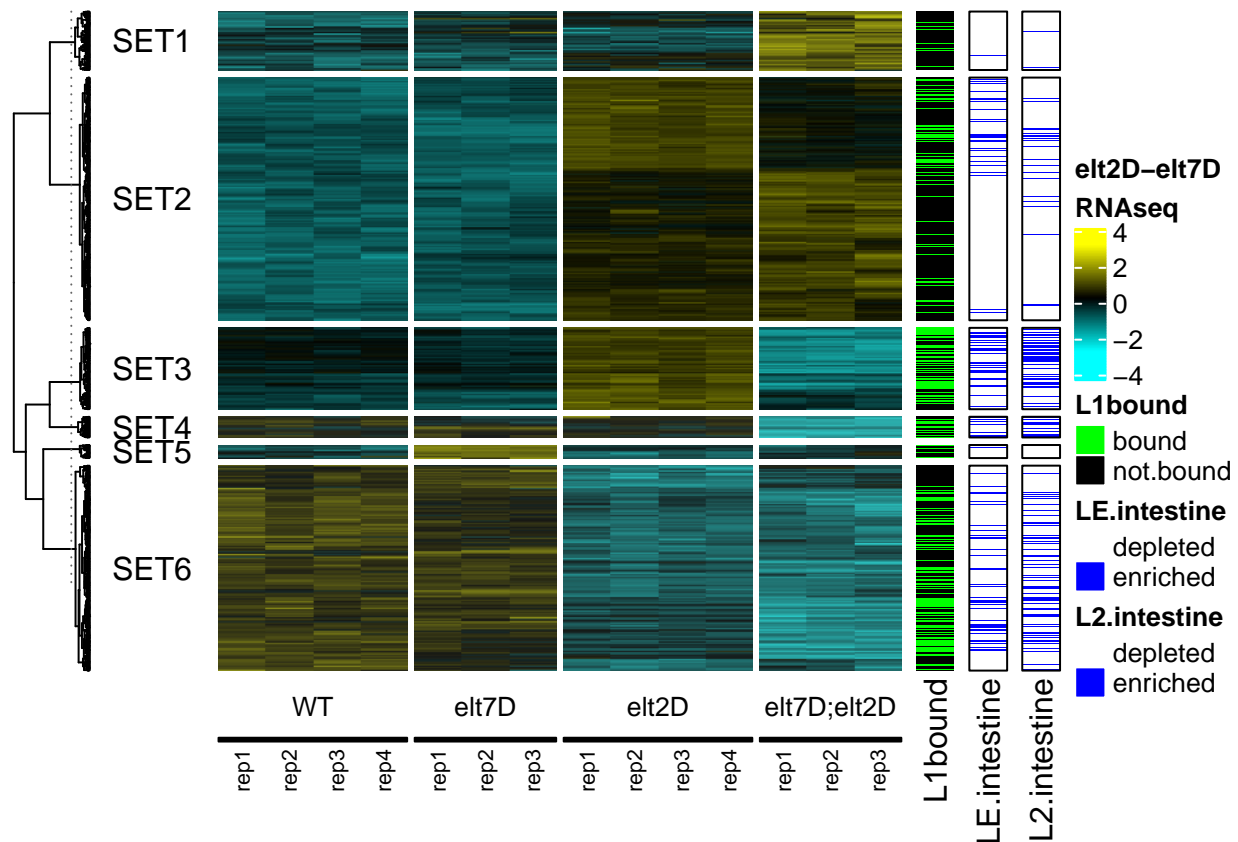 SET1
SET2
SET3
SET4
SET5
SET6
WT
elt7D
elt2D
elt7D;elt2D
rep1
rep2
rep3
rep4
rep1
rep2
rep3
rep1
rep2
rep3
rep4
rep1
rep2
rep3
L1bound
LE.intestine
L2.intestine
elt2D−elt7D
RNAseq
4
2
0
−2
−4
L1bound
bound
not.bound
LE.intestine
depleted
enriched
L2.intestine
depleted
enriched